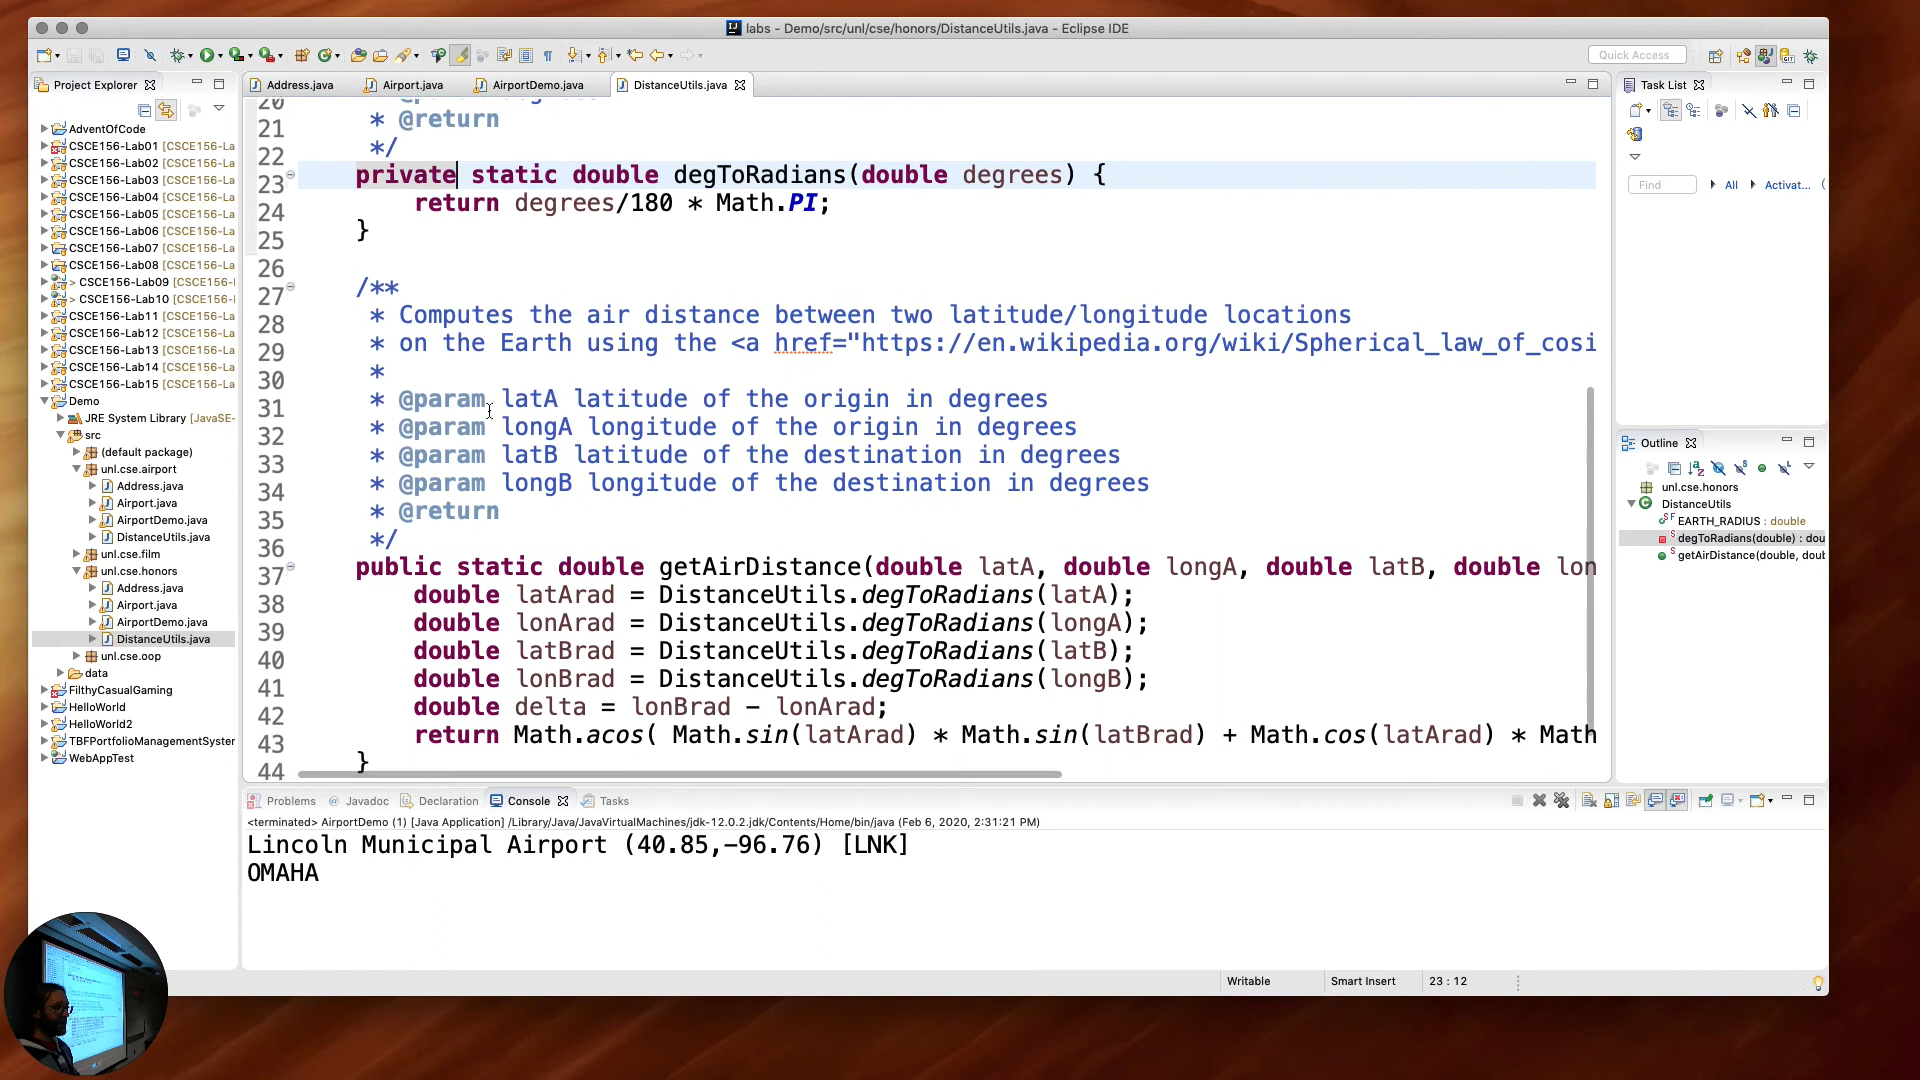 labs - Demo/src/unl/cse/honors/DistanceUtils.java - Eclipse IDE
Quick Access
Project Explorer
AdventOfCode
CSCE156-Lab01 [CSCE156-La
CSCE156-Lab02 [CSCE156-La
CSCE156-Lab03 [CSCE156-La
CSCE156-Lab04 [CSCE156-La
CSCE156-Lab05 [CSCE156-La
CSCE156-Lab06 [CSCE156-La
CSCE156-Lab07 [CSCE156-La
CSCE156-Lab08 [CSCE156-La
> CSCE156-Lab09 [CSCE156-
> CSCE156-Lab10 [CSCE156-
CSCE156-Lab11 [CSCE156-La
CSCE156-Lab12 [CSCE156-La
CSCE156-Lab13 [CSCE156-La
CSCE156-Lab14 [CSCE156-La
CSCE156-Lab15 [CSCE156-La
Demo
JRE System Library [JavaSE-
src
(default package)
unl.cse.airport
Address.java
Airport.java
AirportDemo.java
DistanceUtils.java
unl.cse.film
unl.cse.honors
Address.java
Airport.java
AirportDemo.java
DistanceUtils.java
unl.cse.oop
data
FilthyCasualGaming
HelloWorld
HelloWorld2
TBFPortfolioManagementSyster
WebAppTest
Address.java Airport.java AirportDemo.java DistanceUtils.java
20
21 * @return
22 */
23 private static double degToRadians(double degrees) {
24 return degrees/180 * Math.PI;
25 }
26
27 /**
28 * Computes the air distance between two latitude/longitude locations
29 * on the Earth using the <a href="https://en.wikipedia.org/wiki/Spherical_law_of_cosi
30 *
31 * @param latA latitude of the origin in degrees
32 * @param longA longitude of the origin in degrees
33 * @param latB latitude of the destination in degrees
34 * @param longB longitude of the destination in degrees
35 * @return
36 */
37 public static double getAirDistance(double latA, double longA, double latB, double lon
38 double latArad = DistanceUtils.degToRadians(latA);
39 double lonArad = DistanceUtils.degToRadians(longA);
40 double latBrad = DistanceUtils.degToRadians(latB);
41 double lonBrad = DistanceUtils.degToRadians(longB);
42 double delta = lonBrad - lonArad;
43 return Math.acos( Math.sin(latArad) * Math.sin(latBrad) + Math.cos(latArad) * Math
44 }
Task List
Find All Activat...
Outline
unl.cse.honors
DistanceUtils
EARTH_RADIUS : double
degToRadians(double) : dou
getAirDistance(double, doub
Problems Javadoc Declaration Console Tasks
<terminated> AirportDemo (1) [Java Application] /Library/Java/JavaVirtualMachines/jdk-12.0.2.jdk/Contents/Home/bin/java (Feb 6, 2020, 2:31:21 PM)
Lincoln Municipal Airport (40.85,-96.76) [LNK]
OMAHA
Writable Smart Insert 23 : 12